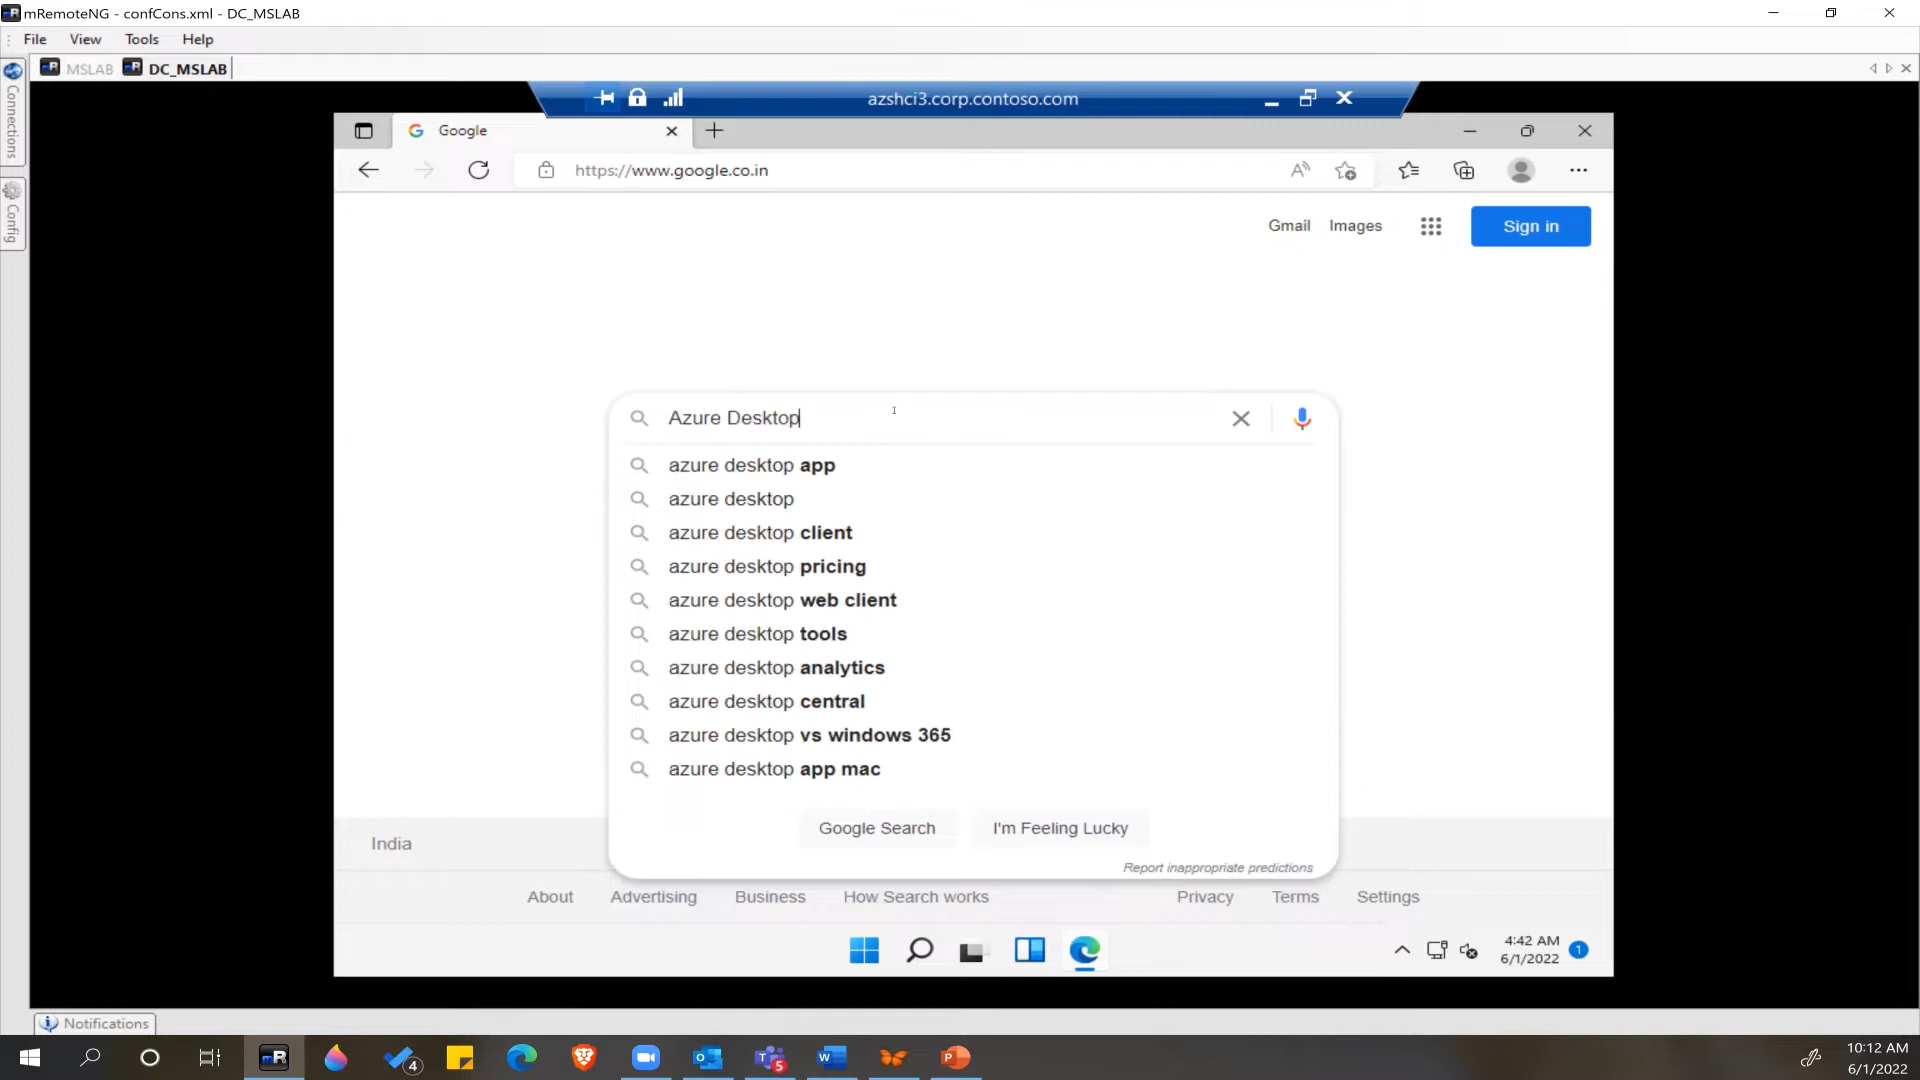 mRemoteNG - confCons.xml - DC_MSLAB
File View Tools Help
MSLAB DC_MSLAB
Connections
Config
azshci3.corp.contoso.com
Google
https://www.google.co.in
Gmail Images Sign in
Azure Desktop
azure desktop app
azure desktop
azure desktop client
azure desktop pricing
azure desktop web client
azure desktop tools
azure desktop analytics
azure desktop central
azure desktop vs windows 365
azure desktop app mac
Google Search I'm Feeling Lucky
Report inappropriate predictions
India
About Advertising Business How Search works Privacy Terms Settings
4:42 AM
6/1/2022
1
Notifications
mR
4
5
10:12 AM
6/1/2022